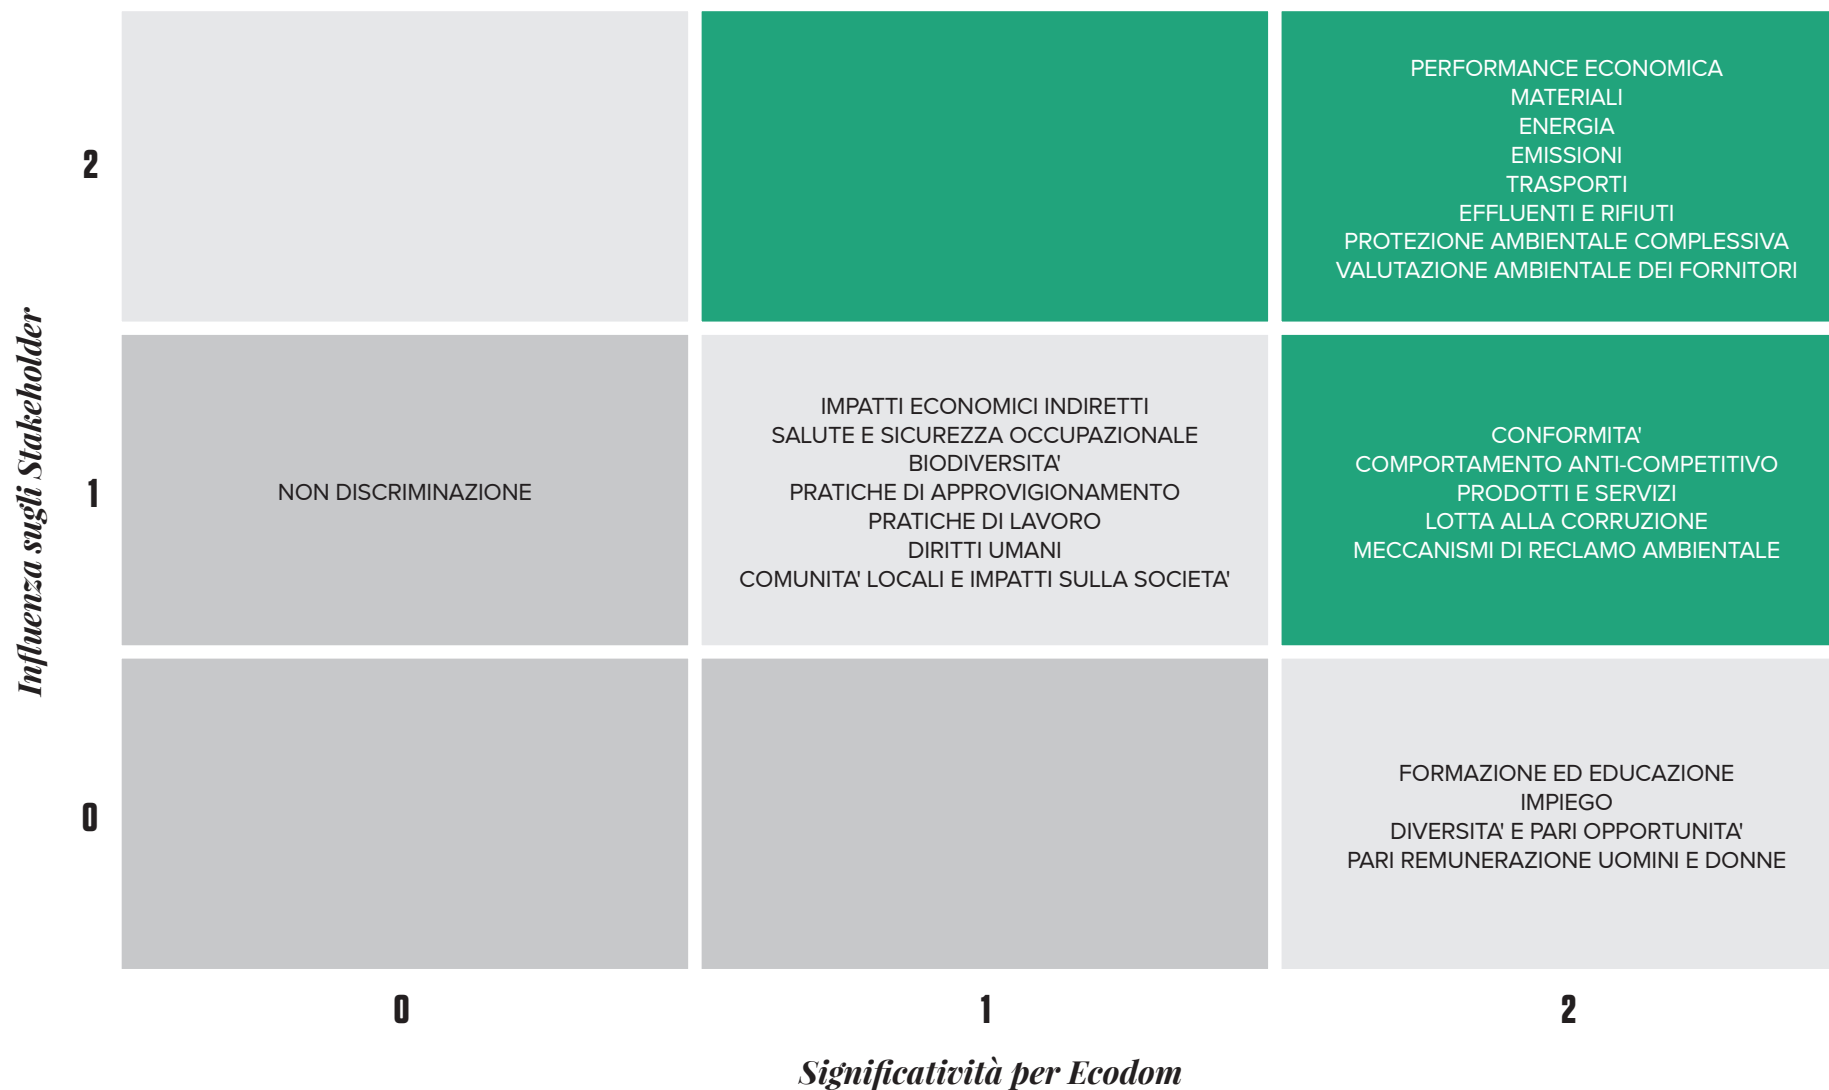 PERFORMANCE ECONOMICA
MATERIALI
ENERGIA
EMISSIONI
TRASPORTI
EFFLUENTI E RIFIUTI
PROTEZIONE AMBIENTALE COMPLESSIVA
VALUTAZIONE AMBIENTALE DEI FORNITORI
2
Influenza sugli Stakeholder
1
NON DISCRIMINAZIONE
IMPATTI ECONOMICI INDIRETTI
SALUTE E SICUREZZA OCCUPAZIONALE
BIODIVERSITA'
PRATICHE DI APPROVIGIONAMENTO
PRATICHE DI LAVORO
DIRITTI UMANI
COMUNITA' LOCALI E IMPATTI SULLA SOCIETA'
CONFORMITA'
COMPORTAMENTO ANTI-COMPETITIVO
PRODOTTI E SERVIZI
LOTTA ALLA CORRUZIONE
MECCANISMI DI RECLAMO AMBIENTALE
0
FORMAZIONE ED EDUCAZIONE
IMPIEGO
DIVERSITA' E PARI OPPORTUNITA'
PARI REMUNERAZIONE UOMINI E DONNE
0
1
2
Significatività per Ecodom